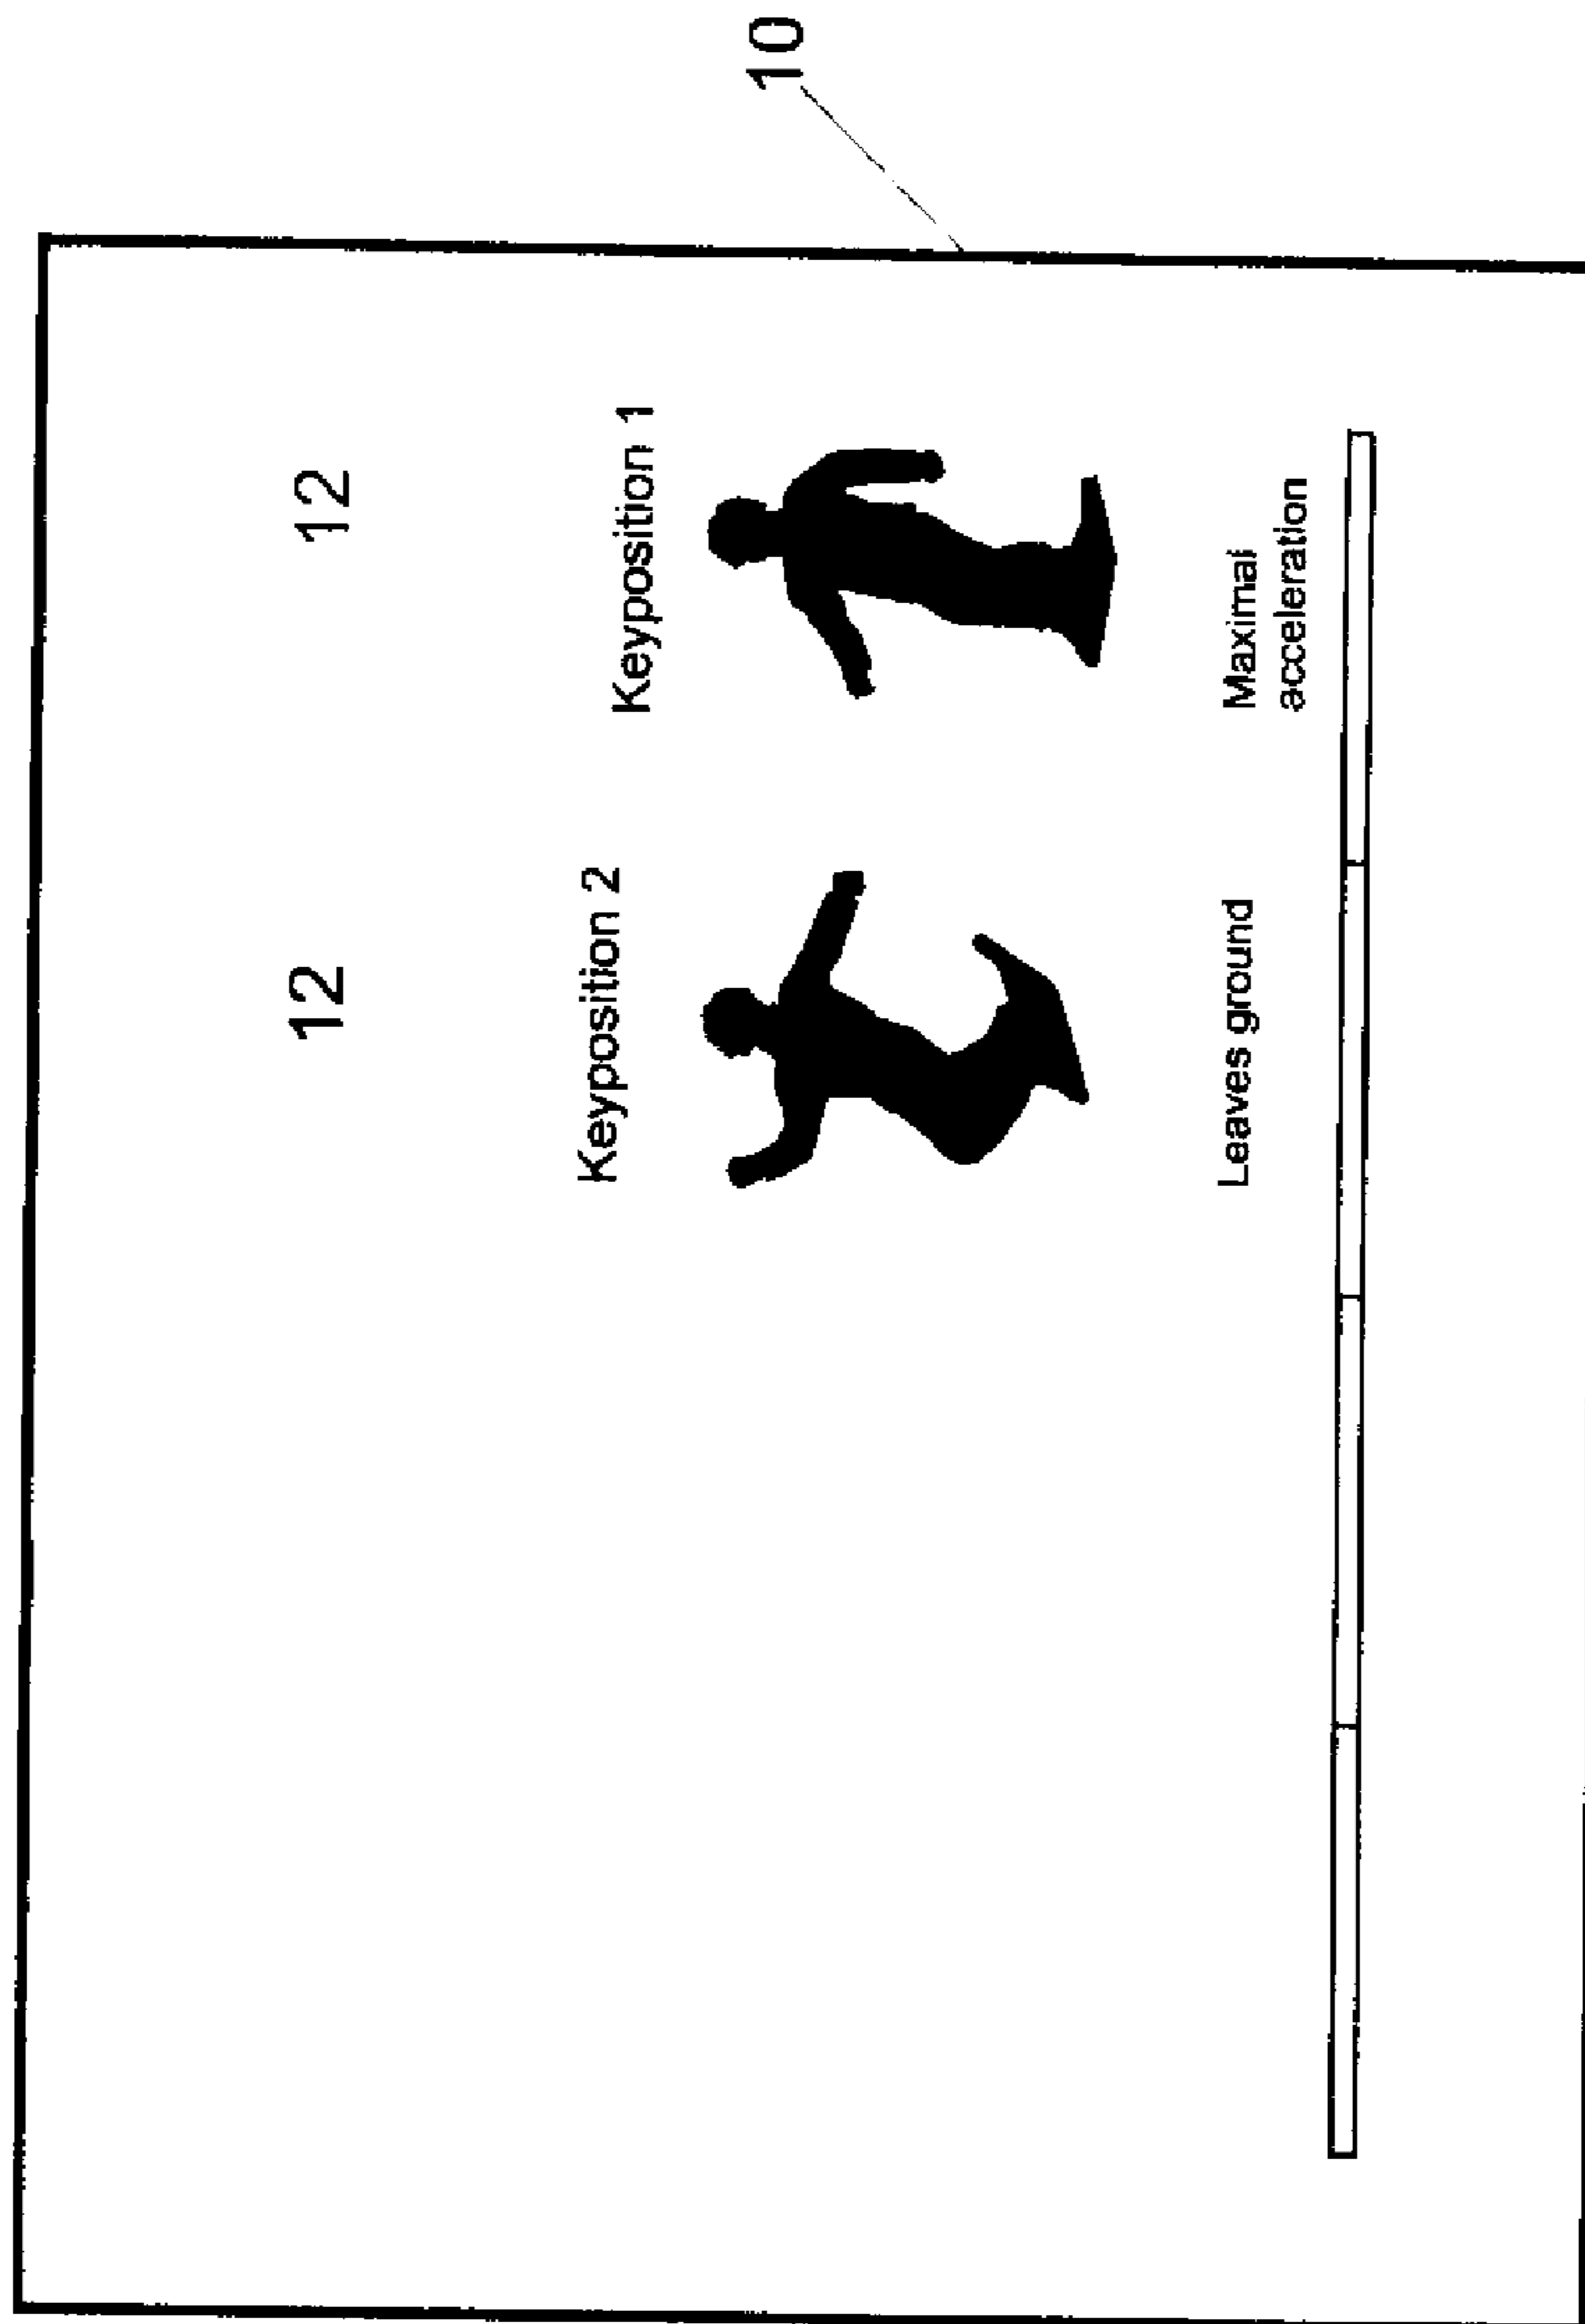 12
12
Keyposition 2
Keyposition 1
10
Leaves ground
Maximal
acceleration